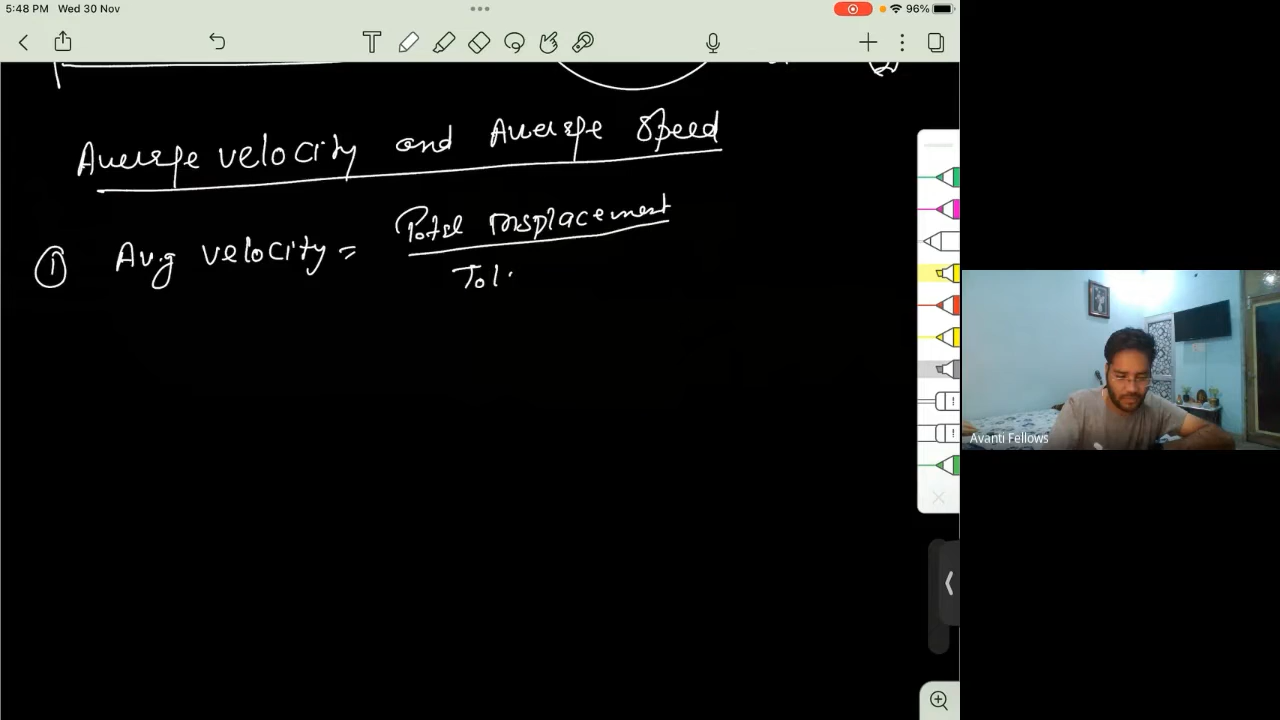 5:48 PM Wed 30 Nov
96%
T
Average velocity and Average Speed
① Avg velocity = Total Displacement
Tot
Avanti Fellows